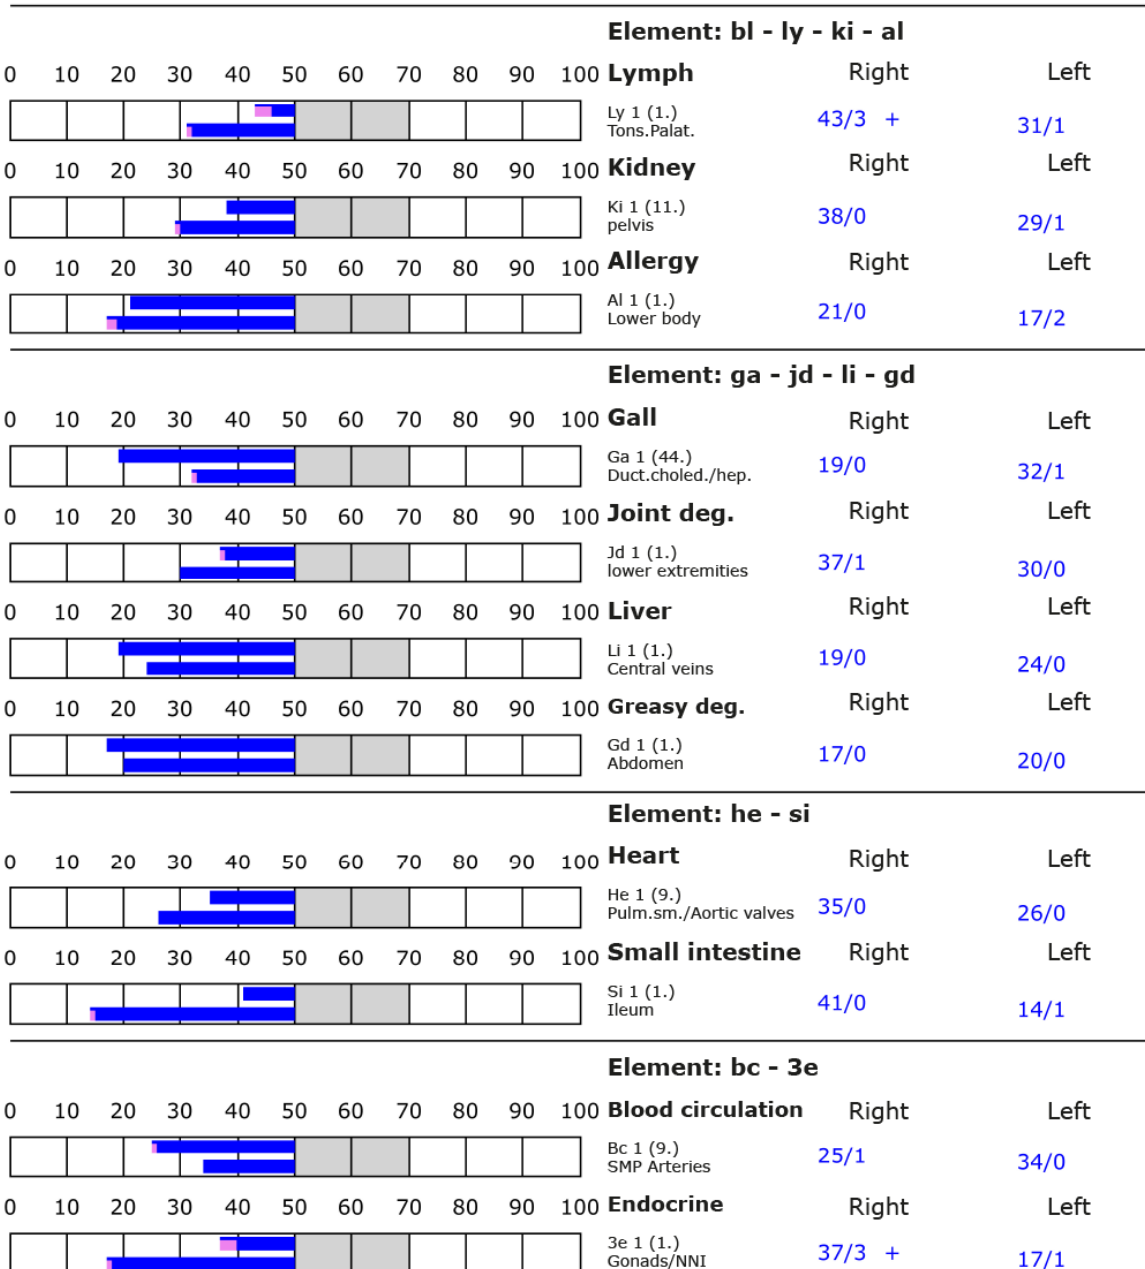 Element: bl - ly - ki - al
0 10 20 30 40 50 60 70 80 90 100 Lymph Right Left
Ly 1 (1.) 43/3 + 31/1
Tons.Palat.
0 10 20 30 40 50 60 70 80 90 100 Kidney Right Left
Ki 1 (11.) 38/0 29/1
pelvis
0 10 20 30 40 50 60 70 80 90 100 Allergy Right Left
Al 1 (1.) 21/0 17/2
Lower body
Element: ga - jd - li - gd
0 10 20 30 40 50 60 70 80 90 100 Gall Right Left
Ga 1 (44.) 19/0 32/1
Duct.choled./hep.
0 10 20 30 40 50 60 70 80 90 100 Joint deg. Right Left
Jd 1 (1.) 37/1 30/0
lower extremities
0 10 20 30 40 50 60 70 80 90 100 Liver Right Left
Li 1 (1.) 19/0 24/0
Central veins
0 10 20 30 40 50 60 70 80 90 100 Greasy deg. Right Left
Gd 1 (1.) 17/0 20/0
Abdomen
Element: he - si
0 10 20 30 40 50 60 70 80 90 100 Heart Right Left
He 1 (9.) 35/0 26/0
Pulm.sm./Aortic valves
0 10 20 30 40 50 60 70 80 90 100 Small intestine Right Left
Si 1 (1.) 41/0 14/1
Ileum
Element: bc - 3e
0 10 20 30 40 50 60 70 80 90 100 Blood circulation Right Left
Bc 1 (9.) 25/1 34/0
SMP Arteries
0 10 20 30 40 50 60 70 80 90 100 Endocrine Right Left
3e 1 (1.) 37/3 + 17/1
Gonads/NNI